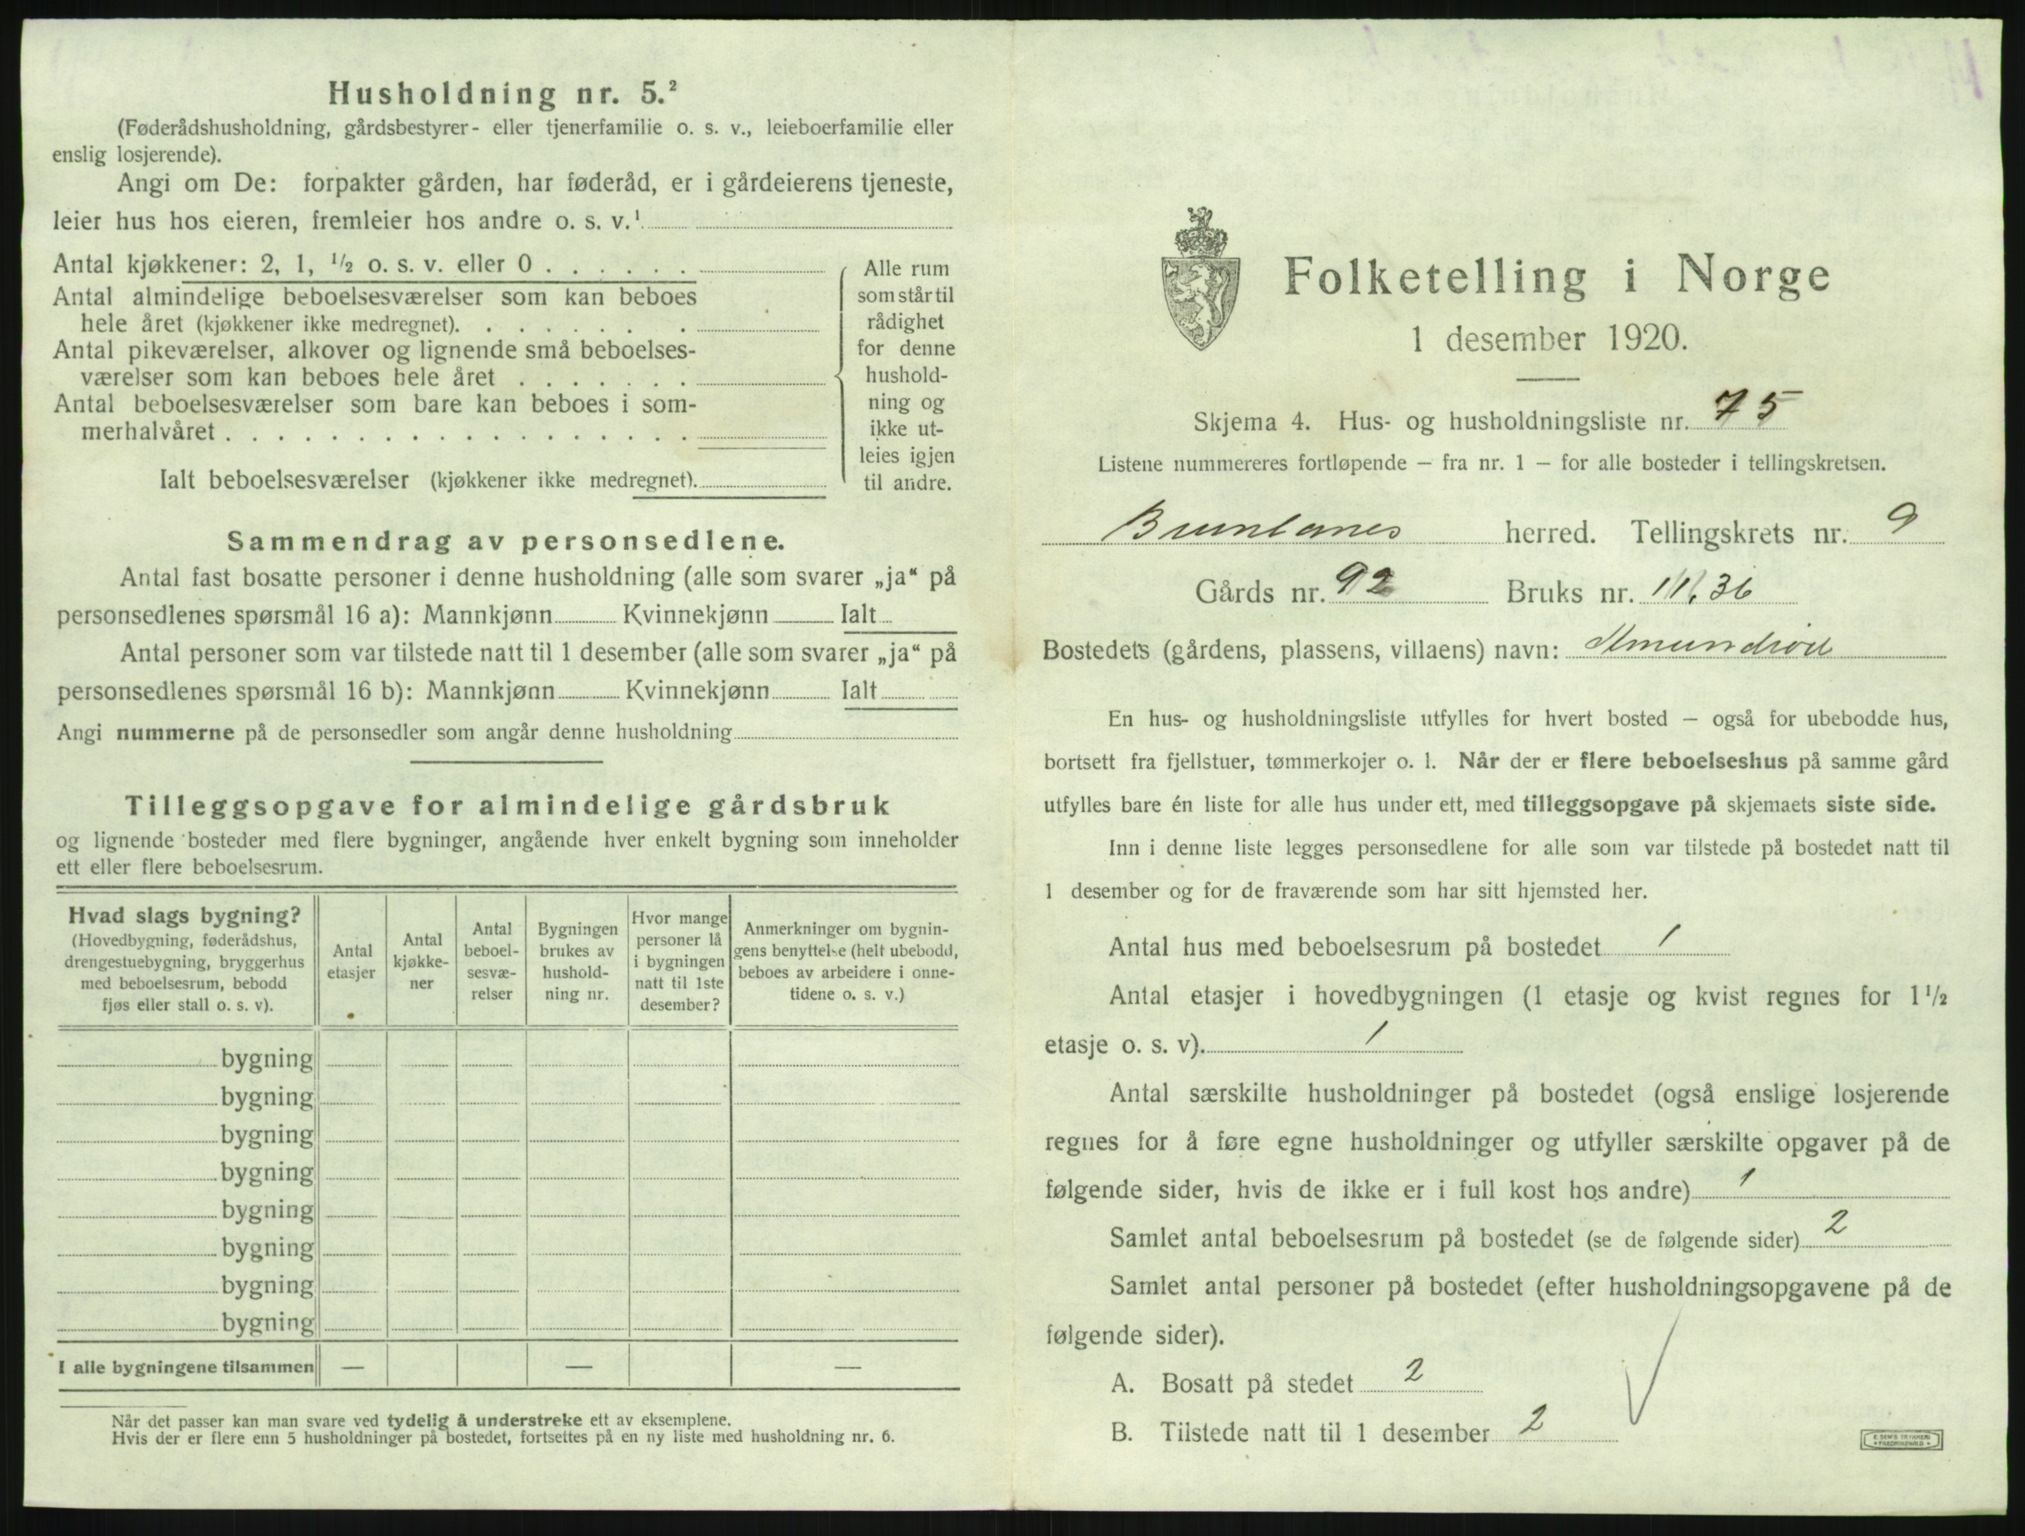 Husholdning nr. 5.²
(Føderådshusholdning, gårdsbestyrer- eller tjenerfamilie o. s. v., leieboerfamilie eller
enslig losjerende).
Angi om De: forpakter gården, har føderåd, er i gårdeierens tjeneste,
leier hus hos eieren, fremleier hos andre o. s. v.¹
Antal kjøkkener: 2, 1, ½ o. s. v. eller 0 . . . . . .
Antal almindelige beboelsesværelser som kan beboes
hele året (kjøkkener ikke medregnet). . . . . . . .
Antal pikeværelser, alkover og lignende små beboelses-
værelser som kan beboes hele året . . . . . . .
Antal beboelsesværelser som bare kan beboes i som-
merhalvåret . . . . . . . . . . . . . . . . . .
Ialt beboelsesværelser (kjøkkener ikke medregnet).
Alle rum
som står til
rådighet
for denne
hushold-
ning og
ikke ut-
leies igjen
til andre.
Sammendrag av personsedlene.
Antal fast bosatte personer i denne husholdning (alle som svarer „ja“ på
personsedlenes spørsmål 16 a): Mannkjønn Kvinnekjønn Ialt
Antal personer som var tilstede natt til 1 desember (alle som svarer „ja“ på
personsedlenes spørsmål 16 b): Mannkjønn Kvinnekjønn Ialt
Angi nummerne på de personsedler som angår denne husholdning
Tilleggsopgave for almindelige gårdsbruk
og lignende bosteder med flere bygninger, angående hver enkelt bygning som inneholder
ett eller flere beboelsesrum.
Hvad slags bygning?
(Hovedbygning, føderådshus,
drengestuebygning, bryggerhus
med beboelsesrum, bebodd
fjøs eller stall o. s. v).
Antal
etasjer
Antal
kjøkke-
ner
Antal
beboel-
sesvæ-
relser
Bygningen
brukes av
hushold-
ning nr.
Hvor mange
personer lå
i bygningen
natt til 1ste
desember?
Anmerkninger om bygnin-
gens benyttelse (helt ubebodd,
beboes av arbeidere i onne-
tidene o. s. v.)
bygning
bygning
bygning
bygning
bygning
bygning
bygning
bygning
I alle bygningene tilsammen — — —
Når det passer kan man svare ved tydelig å understreke ett av eksemplene.
Hvis der er flere enn 5 husholdninger på bostedet, fortsettes på en ny liste med husholdning nr. 6.
Folketelling i Norge
1 desember 1920.
Skjema 4. Hus- og husholdningsliste nr. 75
Listene nummereres fortløpende – fra nr. 1 – for alle bosteder i tellingskretsen.
Brunlanes herred. Tellingskrets nr. 9
Gårds nr. 92 Bruks nr. 36
Bostedets (gårdens, plassens, villaens) navn: Amundrød
En hus- og husholdningsliste utfylles for hvert bosted – også for ubebodde hus,
bortsett fra fjellstuer, tømmerkojer o. l. Når der er flere beboelseshus på samme gård
utfylles bare én liste for alle hus under ett, med tilleggsopgave på skjemaets siste side.
Inn i denne liste legges personsedlene for alle som var tilstede på bostedet natt til
1 desember og for de fraværende som har sitt hjemsted her.
Antal hus med beboelsesrum på bostedet 1
Antal etasjer i hovedbygningen (1 etasje og kvist regnes for 1½
etasje o. s. v). 1
Antal særskilte husholdninger på bostedet (også enslige losjerende
regnes for å føre egne husholdninger og utfyller særskilte opgaver på de
følgende sider, hvis de ikke er i full kost hos andre) 1
Samlet antal beboelsesrum på bostedet (se de følgende sider) 2
Samlet antal personer på bostedet (efter husholdningsopgavene på de
følgende sider).
A. Bosatt på stedet 2
B. Tilstede natt til 1 desember 2